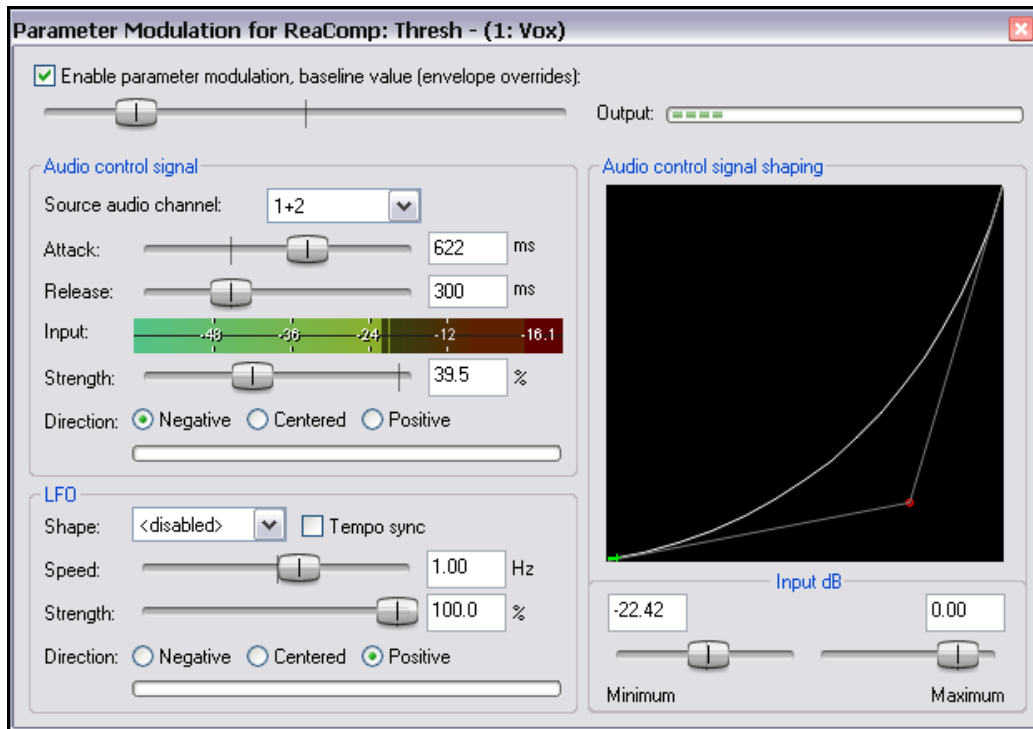 Parameter Modulation for ReaComp: Thresh - (1: Vox)
Enable parameter modulation, baseline value (envelope overrides):
Output:
Audio control signal
Source audio channel: 1+2
Attack: 622 ms
Release: 300 ms
Input: -48 -36 -24 -12 -16.1
Strength: 39.5 %
Direction: Negative Centered Positive
LFO
Shape: <disabled> Tempo sync
Speed: 1.00 Hz
Strength: 100.0 %
Direction: Negative Centered Positive
Audio control signal shaping
Input dB
-22.42 0.00
Minimum Maximum